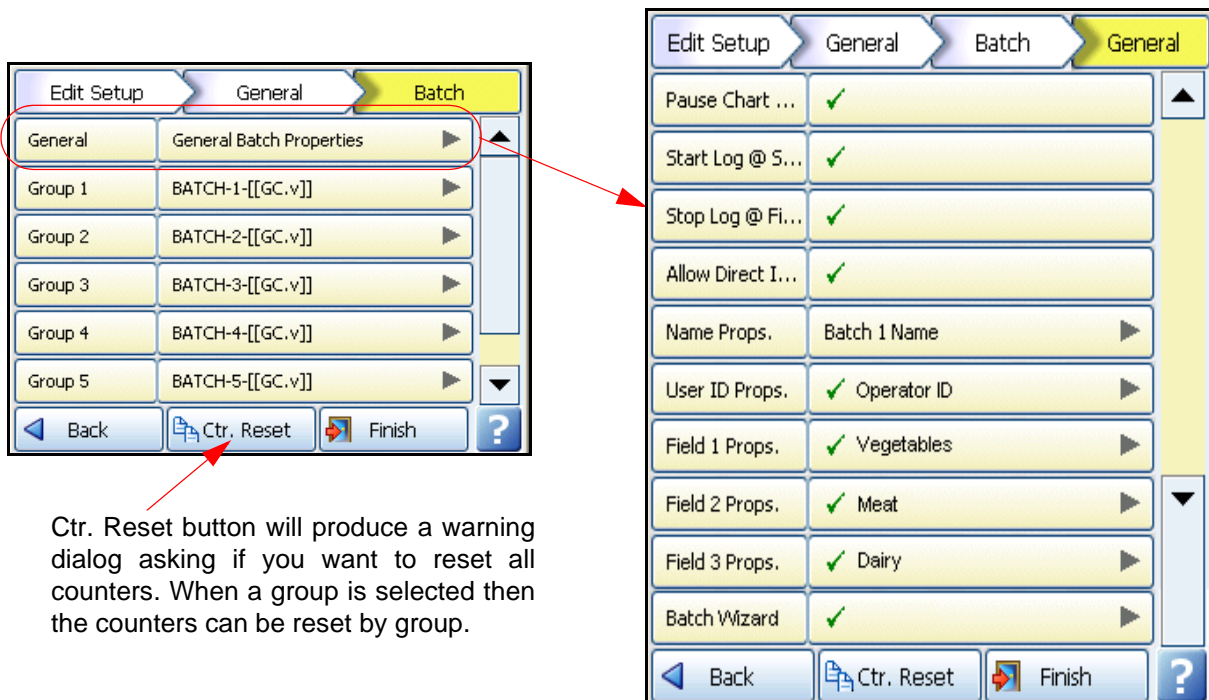 Edit Setup General Batch
General General Batch Properties
Group 1 BATCH-1-[[GC.v]]
Group 2 BATCH-2-[[GC.v]]
Group 3 BATCH-3-[[GC.v]]
Group 4 BATCH-4-[[GC.v]]
Group 5 BATCH-5-[[GC.v]]
Back Ctr. Reset Finish ?
Ctr. Reset button will produce a warning
dialog asking if you want to reset all
counters. When a group is selected then
the counters can be reset by group.
Edit Setup General Batch General
Pause Chart ...
Start Log @ S...
Stop Log @ Fi...
Allow Direct I...
Name Props. Batch 1 Name
User ID Props. Operator ID
Field 1 Props. Vegetables
Field 2 Props. Meat
Field 3 Props. Dairy
Batch Wizard
Back Ctr. Reset Finish ?